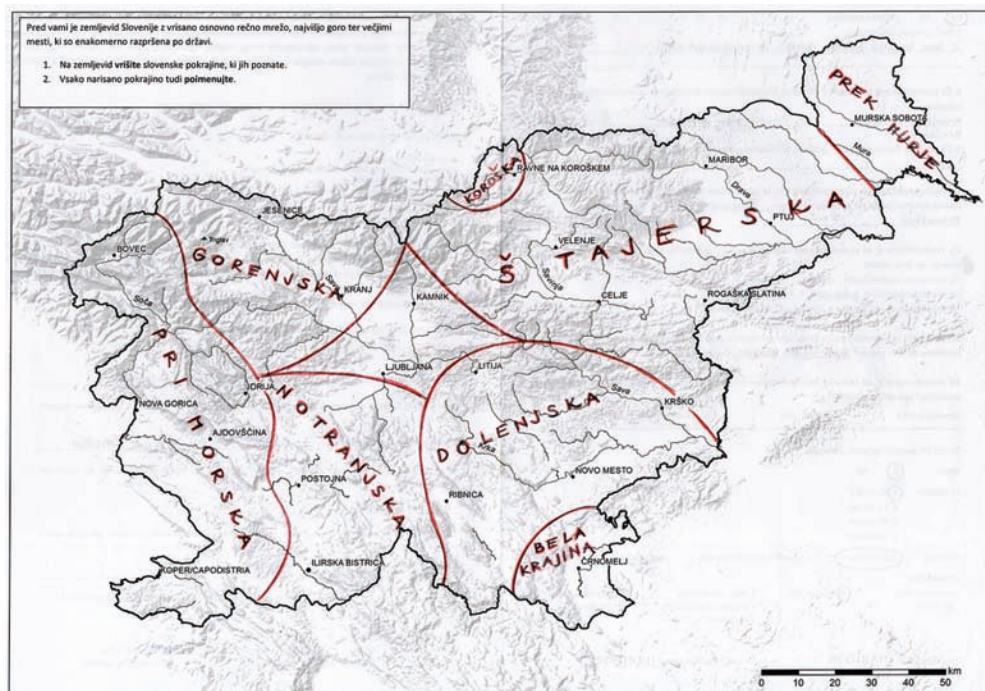 Pred vami je zemljevid Slovenije z vrisano osnovno rečno mrežo, najvišjo goro ter večjimi
mesti, ki so enakomerno razpršena po državi.
1. Na zemljevid vrišite slovenske pokrajine, ki jih poznate.
2. Vsako narisano pokrajino tudi poimenujte.
PREKMURJE
MURSKA SOBOTA
Mura
KOROŠKA
RAVNE NA KOROŠKEM
MARIBOR
Drava
PTUJ
ŠTAJERSKA
JESENICE
Triglav
BOVEC
GORENJSKA
VELENJE
Savinja
Sava
KRANJ
KAMNIK
CELJE
ROGAŠKA SLATINA
Soča
PRIMORSKA
LJUBLJANA
LITIJA
IDRIJA
NOTRANJSKA
Sava
NOVA GORICA
KRŠKO
DOLENJSKA
AJDOVŠČINA
Krka
POSTOJNA
NOVO MESTO
RIBNICA
BELA
KRAJINA
KOPER/CAPODISTRIA
ILIRSKA BISTRICA
ČRNOMELJ
km
0 10 20 30 40 50